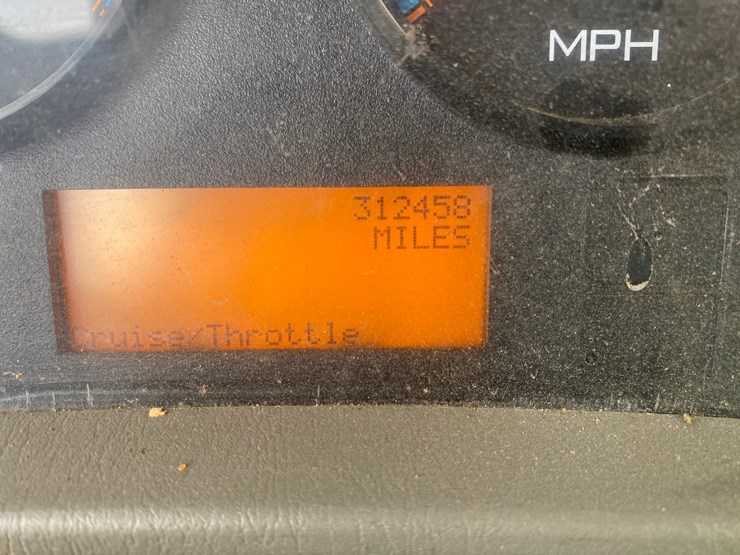 MPH
312458
MILES
Cruise/Throttle